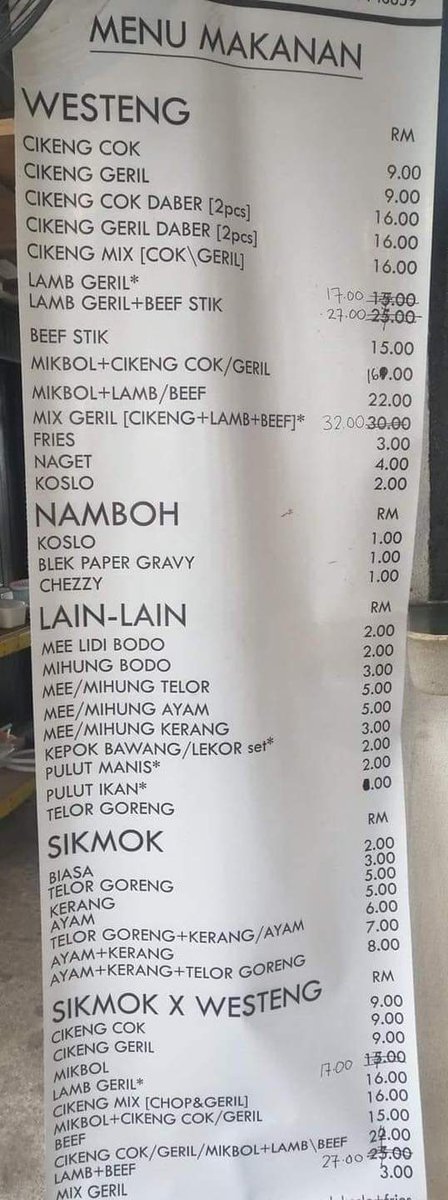 MENU MAKANAN
WESTENG RM
CIKENG COK 9.00
CIKENG GERIL 9.00
CIKENG COK DABER [2pcs] 16.00
CIKENG GERIL DABER [2pcs] 16.00
CIKENG MIX [COK\GERIL] 16.00
LAMB GERIL* 17.00 13.00
LAMB GERIL+BEEF STIK 27.00 25.00
BEEF STIK 15.00
MIKBOL+CIKENG COK/GERIL 16.00
MIKBOL+LAMB/BEEF 22.00
MIX GERIL [CIKENG+LAMB+BEEF]* 32.00 30.00
FRIES 3.00
NAGET 4.00
KOSLO 2.00
NAMBOH RM
KOSLO 1.00
BLEK PAPER GRAVY 1.00
CHEZZY 1.00
LAIN-LAIN RM
MEE LIDI BODO 2.00
MIHUNG BODO 2.00
MEE/MIHUNG TELOR 3.00
MEE/MIHUNG AYAM 5.00
MEE/MIHUNG KERANG 5.00
KEPOK BAWANG/LEKOR set* 3.00
PULUT MANIS* 2.00
PULUT IKAN* 2.00
TELOR GORENG .00
SIKMOK RM
BIASA 2.00
TELOR GORENG 3.00
KERANG 5.00
AYAM 5.00
TELOR GORENG+KERANG/AYAM 6.00
AYAM+KERANG 7.00
AYAM+KERANG+TELOR GORENG 8.00
SIKMOK X WESTENG RM
CIKENG COK 9.00
CIKENG GERIL 9.00
MIKBOL 9.00
LAMB GERIL* 17.00 13.00
CIKENG MIX [CHOP&GERIL] 16.00
MIKBOL+CIKENG COK/GERIL 16.00
BEEF 15.00
CIKENG COK/GERIL/MIKBOL+LAMB\BEEF 22.00
LAMB+BEEF 27.00 25.00
MIX GERIL 3.00